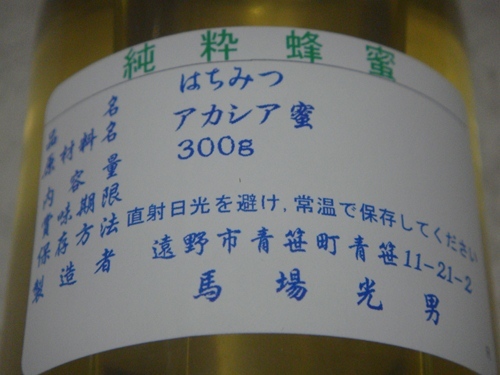 純粋蜂蜜
品名 はちみつ
原材料名 アカシア蜜
内容量 300g
賞味期限
保存方法 直射日光を避け,常温で保存してください
製造者 遠野市青笹町青笹11-21-2
馬場光男